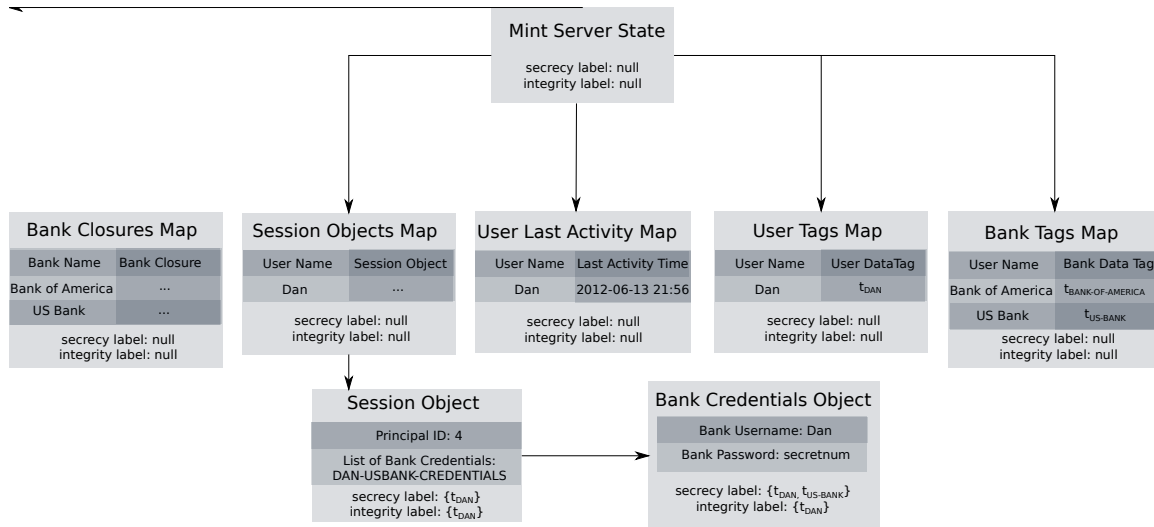 Mint Server State
secrecy label: null
integrity label: null
Bank Closures Map
Bank Name Bank Closure
Bank of America ...
US Bank ...
secrecy label: null
integrity label: null
Session Objects Map
User Name Session Object
Dan ...
secrecy label: null
integrity label: null
User Last Activity Map
User Name Last Activity Time
Dan 2012-06-13 21:56
secrecy label: null
integrity label: null
User Tags Map
User Name User DataTag
Dan tDAN
secrecy label: null
integrity label: null
Bank Tags Map
User Name Bank Data Tag
Bank of America tBANK-OF-AMERICA
US Bank tUS-BANK
secrecy label: null
integrity label: null
Session Object
Principal ID: 4
List of Bank Credentials:
DAN-USBANK-CREDENTIALS
secrecy label: {tDAN}
integrity label: {tDAN}
Bank Credentials Object
Bank Username: Dan
Bank Password: secretnum
secrecy label: {tDAN, tUS-BANK}
integrity label: {tDAN}